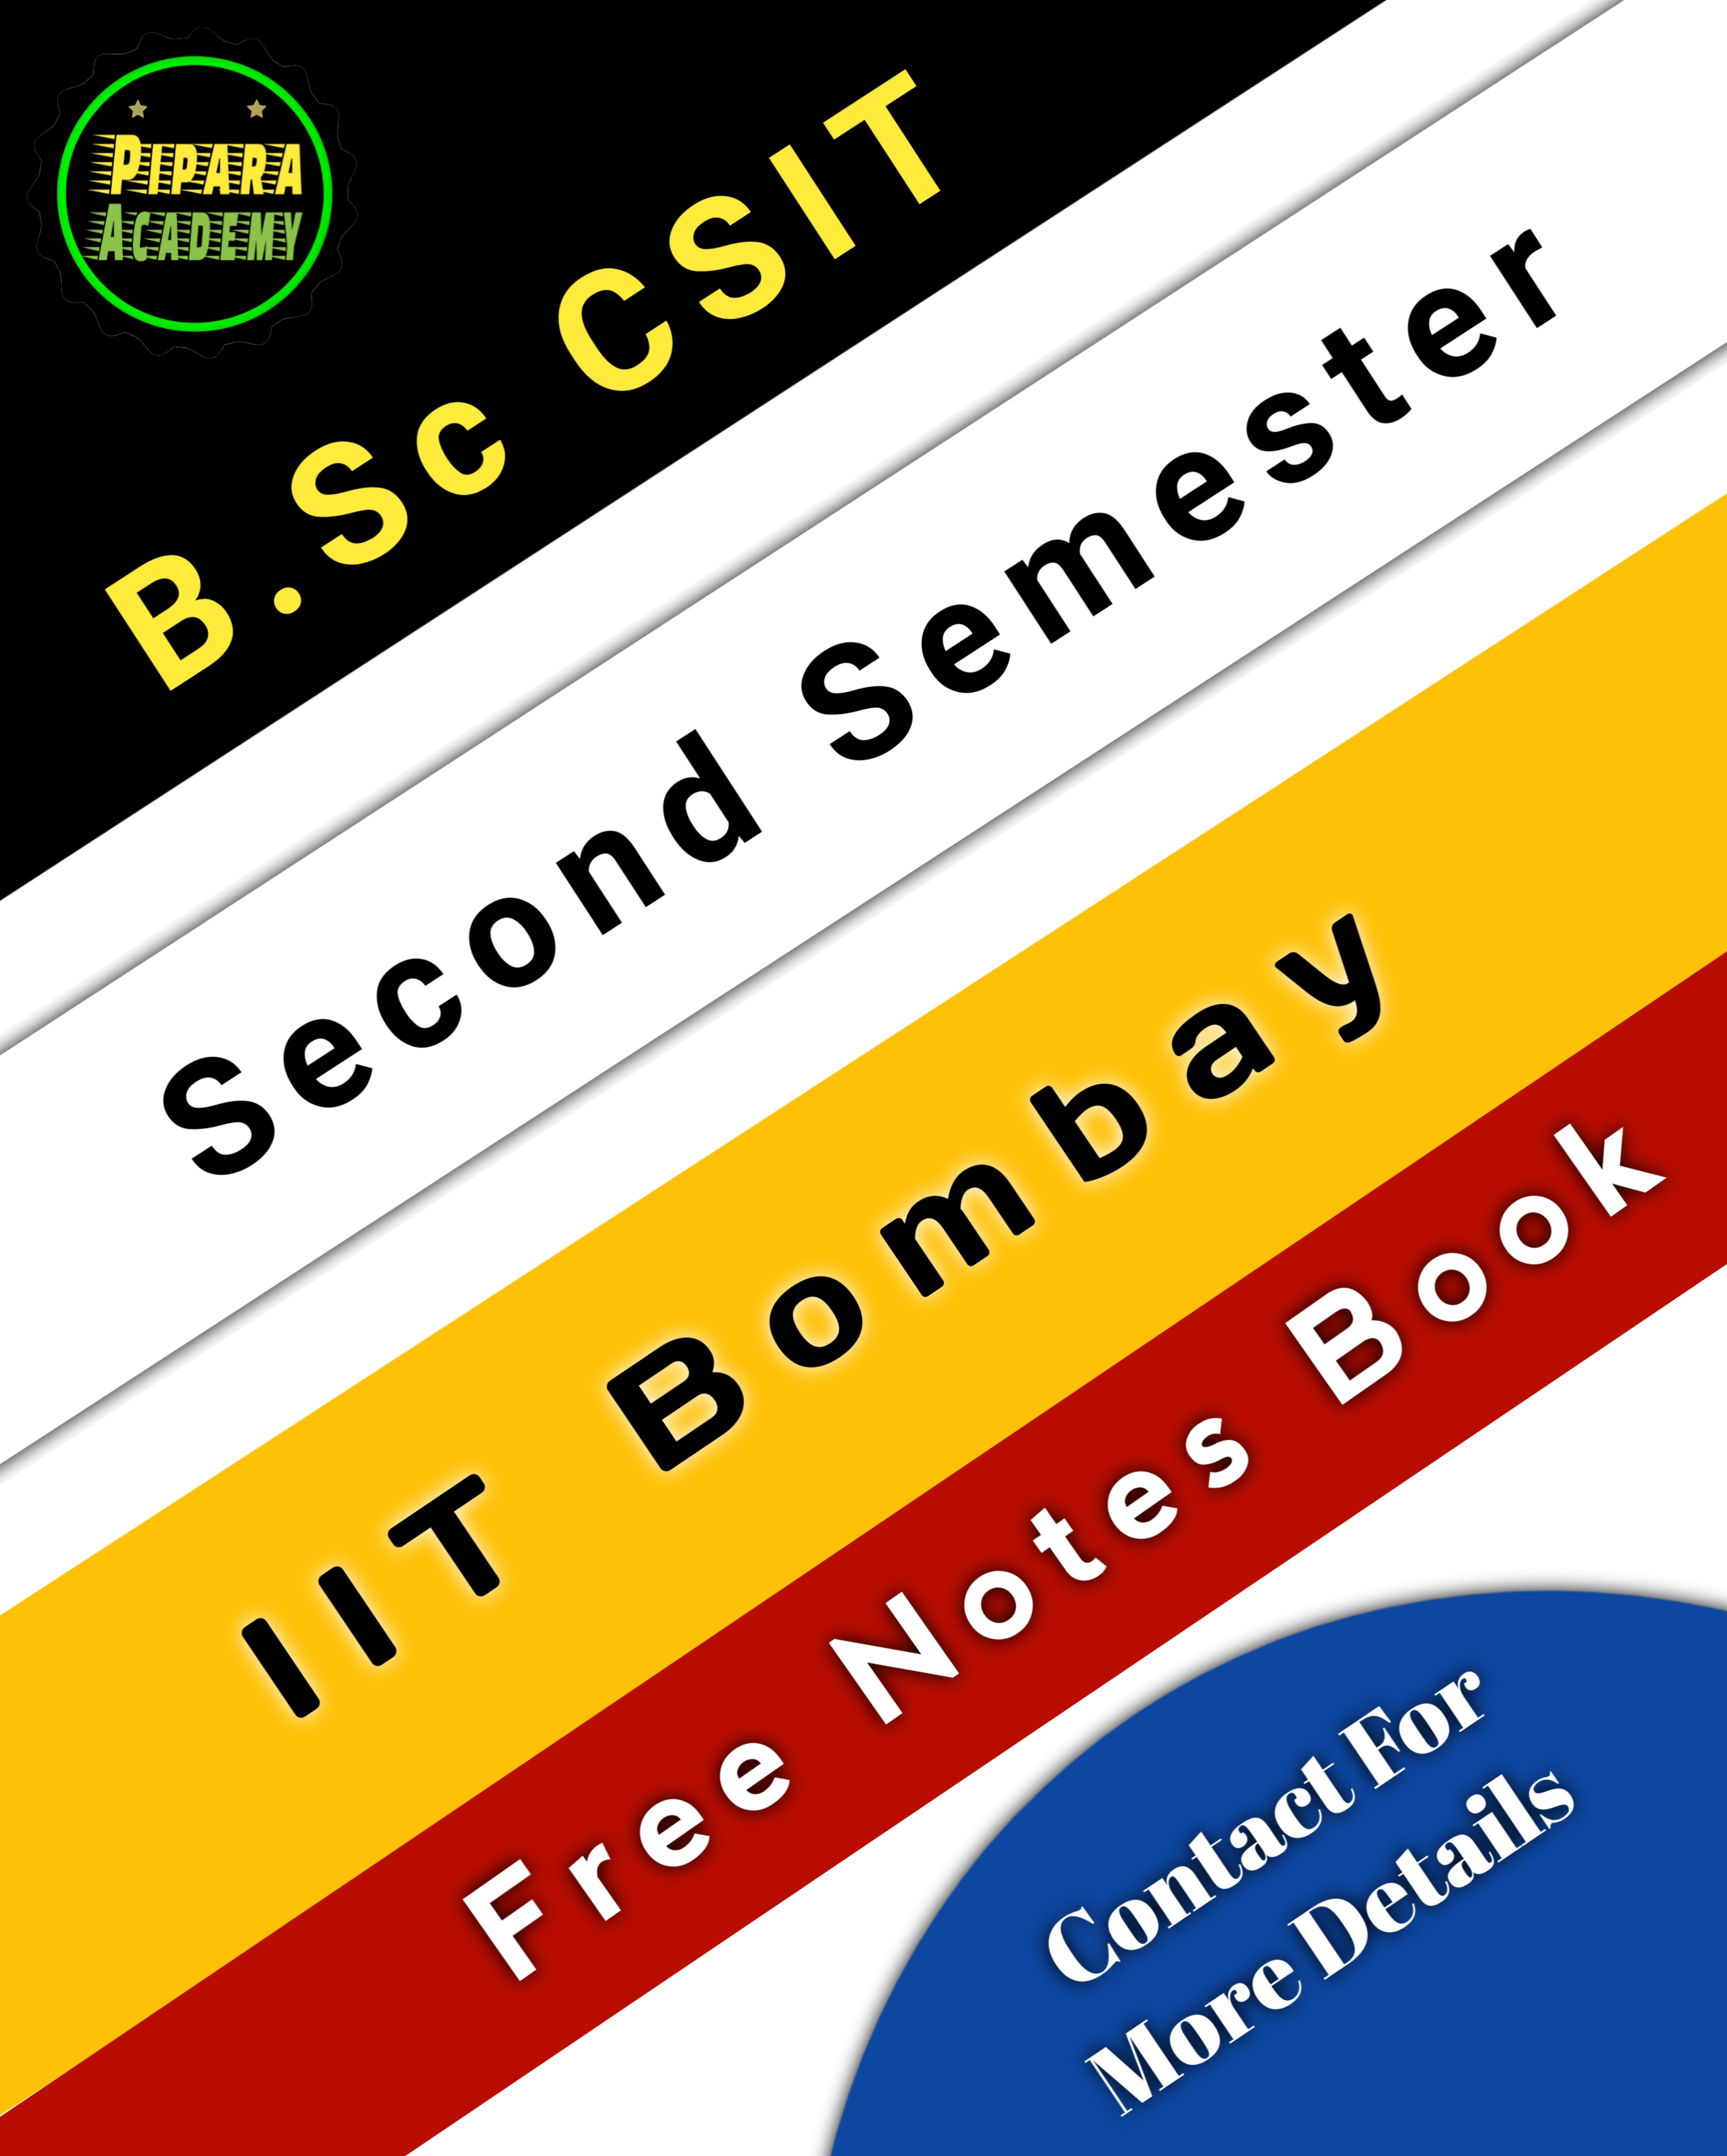 PIPARA
ACADEMY
B.Sc CSIT
Second Semester
IIT Bombay
Free Notes Book
Contact For
More Details